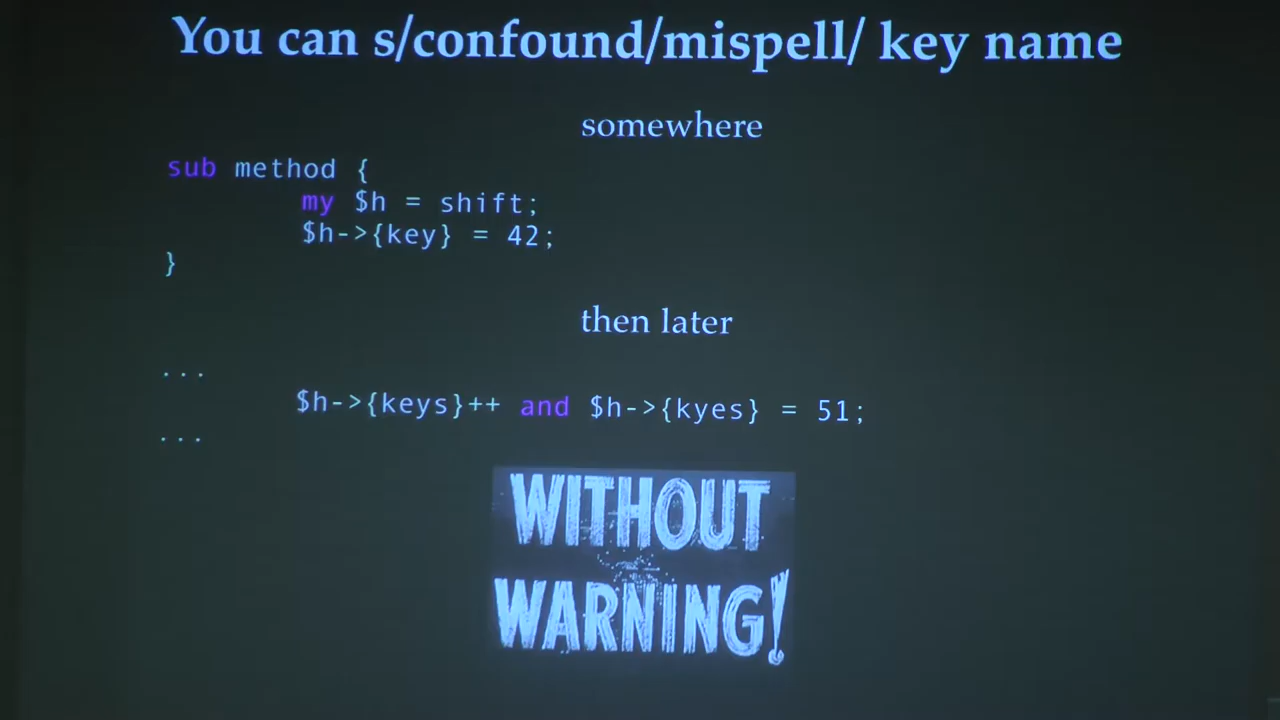 You can s/confound/mispell/ key name
somewhere
sub method {
my $h = shift;
$h->{key} = 42;
}
then later
...
$h->{keys}++ and $h->{kyes} = 51;
...
WITHOUT
WARNING!